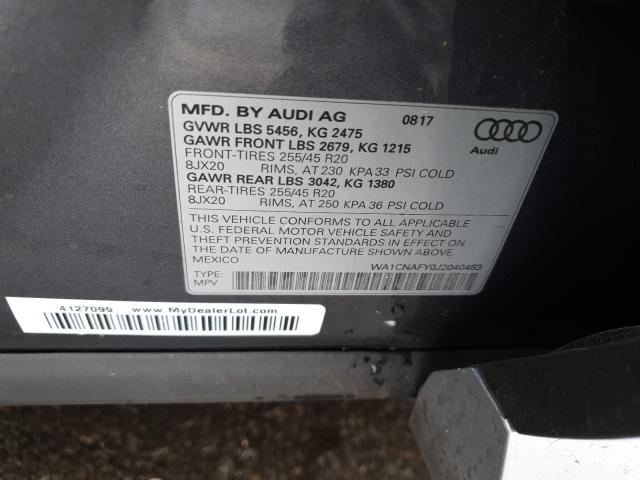 MFD. BY AUDI AG 0817
GVWR LBS 5456, KG 2475
GAWR FRONT LBS 2679, KG 1215
FRONT-TIRES 255/45 R20
8JX20 RIMS, AT 230 KPA 33 PSI COLD
GAWR REAR LBS 3042, KG 1380
REAR-TIRES 255/45 R20
8JX20 RIMS, AT 250 KPA 36 PSI COLD
Audi
THIS VEHICLE CONFORMS TO ALL APPLICABLE
U.S. FEDERAL MOTOR VEHICLE SAFETY AND
THEFT PREVENTION STANDARDS IN EFFECT ON
THE DATE OF MANUFACTURE SHOWN ABOVE.
MEXICO
WA1CNAFY0J2040483
TYPE:
MPV
4127099 www.MyDealerLot.com